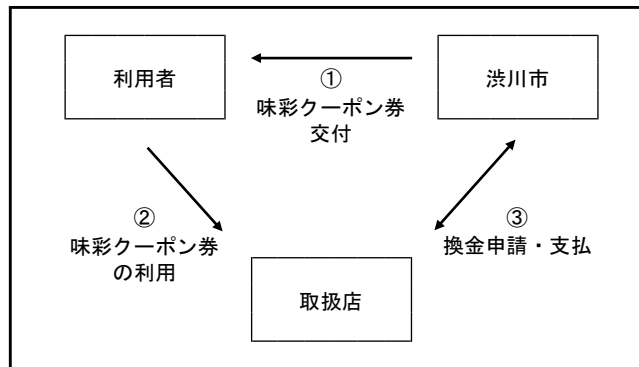 利用者
①
味彩クーポン券
交付
渋川市
②
味彩クーポン券
の利用
③
換金申請・支払
取扱店